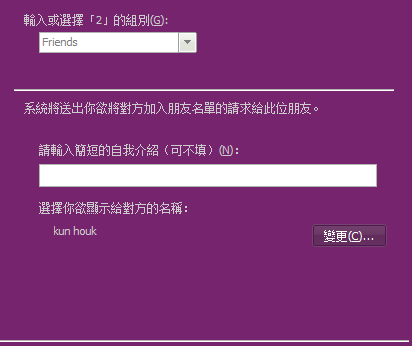 輸入或選擇「2」的組別(G):
Friends
系統將送出你欲將對方加入朋友名單的請求給此位朋友。
請輸入簡短的自我介紹（可不填）(N):
選擇你欲顯示給對方的名稱:
kun houk
變更(C)...